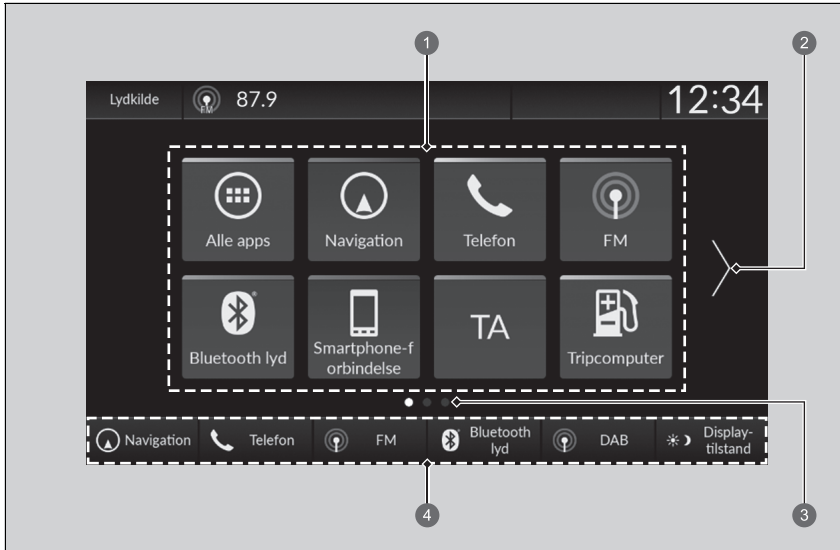 1
2
Lydkilde
FM
87.9
12:34
Alle apps
Navigation
Telefon
FM
Bluetooth lyd
Smartphone-f
orbindelse
TA
Tripcomputer
Navigation
Telefon
FM
Bluetooth
lyd
DAB
Display-
tilstand
4
3